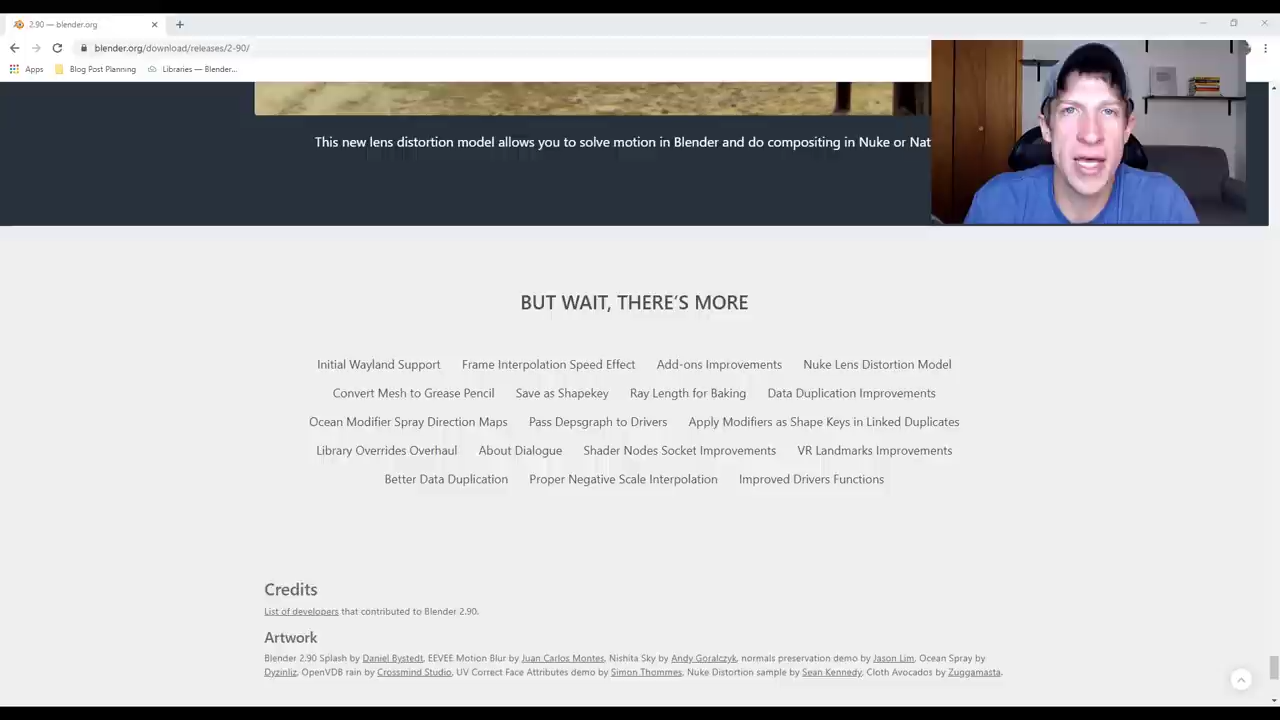 2.90 — blender.org
blender.org/download/releases/2-90/
Apps Blog Post Planning Libraries — Blender...
This new lens distortion model allows you to solve motion in Blender and do compositing in Nuke or Nat
BUT WAIT, THERE'S MORE
Initial Wayland Support Frame Interpolation Speed Effect Add-ons Improvements Nuke Lens Distortion Model
Convert Mesh to Grease Pencil Save as Shapekey Ray Length for Baking Data Duplication Improvements
Ocean Modifier Spray Direction Maps Pass Depsgraph to Drivers Apply Modifiers as Shape Keys in Linked Duplicates
Library Overrides Overhaul About Dialogue Shader Nodes Socket Improvements VR Landmarks Improvements
Better Data Duplication Proper Negative Scale Interpolation Improved Drivers Functions
Credits
List of developers that contributed to Blender 2.90.
Artwork
Blender 2.90 Splash by Daniel Bystedt, EEVEE Motion Blur by Juan Carlos Montes, Nishita Sky by Andy Goralczyk, normals preservation demo by Jason Lim, Ocean Spray by
Dyzinliz, OpenVDB rain by Crossmind Studio, UV Correct Face Attributes demo by Simon Thommes, Nuke Distortion sample by Sean Kennedy, Cloth Avocados by Zuggamasta.